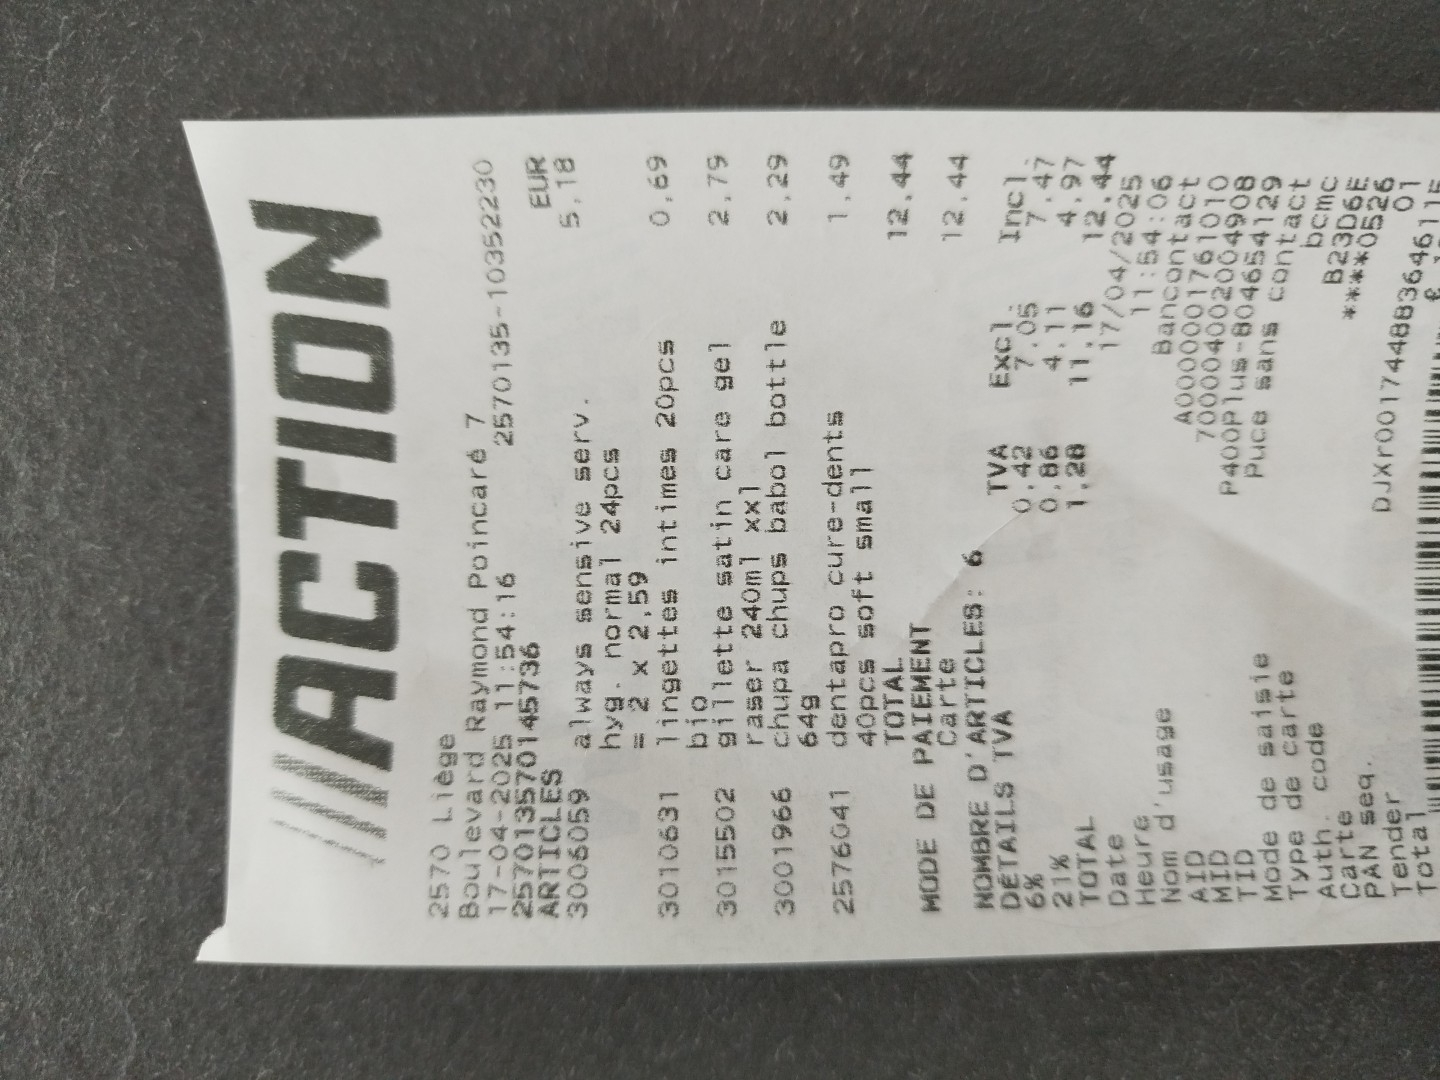 ACTION
2570 Liège
Boulevard Raymond Poincaré 7
17-04-2025 11:54:16 2570135-10352230
257013570145736
ARTICLES EUR
3006059 always sensive serv. 5,18
hyg. normal 24pcs
= 2 x 2,59
3010631 lingettes intimes 20pcs 0,69
bio
3015502 gillette satin care gel 2,79
raser 240ml xxl
3001966 chupa chups babol bottle 2,29
64g
2576041 dentapro cure-dents 1,49
40pcs soft small
TOTAL 12,44
MODE DE PAIEMENT
Carte 12,44
NOMBRE D'ARTICLES: 6
DÉTAILS TVA TVA Excl. Incl.
6% 0,42 7,05 7,47
21% 0,86 4,11 4,97
TOTAL 1,28 11,16 12,44
Date 17/04/2025
Heure 11:54:06
Nom d'usage Bancontact
AID A0000001761010
MID 70000400200490B
TID P400Plus-804654129
Mode de saisie Puce sans contact
Type de carte bcmc
Auth. code B23D6E
Carte ****0526
PAN seq. 01
Tender DJXr0017448836461
Total €